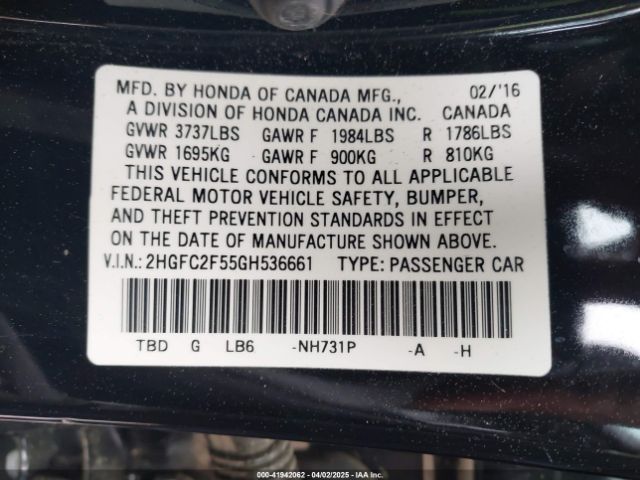 MFD. BY HONDA OF CANADA MFG., 02/'16
A DIVISION OF HONDA CANADA INC. CANADA
GVWR 3737LBS GAWR F 1984LBS R 1786LBS
GVWR 1695KG GAWR F 900KG R 810KG
THIS VEHICLE CONFORMS TO ALL APPLICABLE
FEDERAL MOTOR VEHICLE SAFETY, BUMPER,
AND THEFT PREVENTION STANDARDS IN EFFECT
ON THE DATE OF MANUFACTURE SHOWN ABOVE.
V.I.N.: 2HGFC2F55GH536661 TYPE: PASSENGER CAR
TBD G LB6 -NH731P -A -H
000-41942062 - 04/02/2025 - IAAI.com